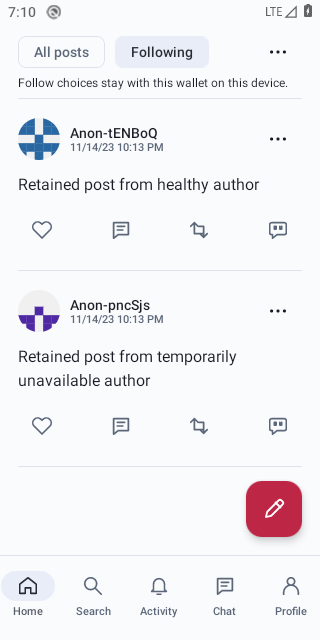 7:10
LTE
All posts
Following
Follow choices stay with this wallet on this device.
Anon-tENBoQ
11/14/23 10:13 PM
Retained post from healthy author
Anon-pncSjs
11/14/23 10:13 PM
Retained post from temporarily
unavailable author
Home
Search
Activity
Chat
Profile